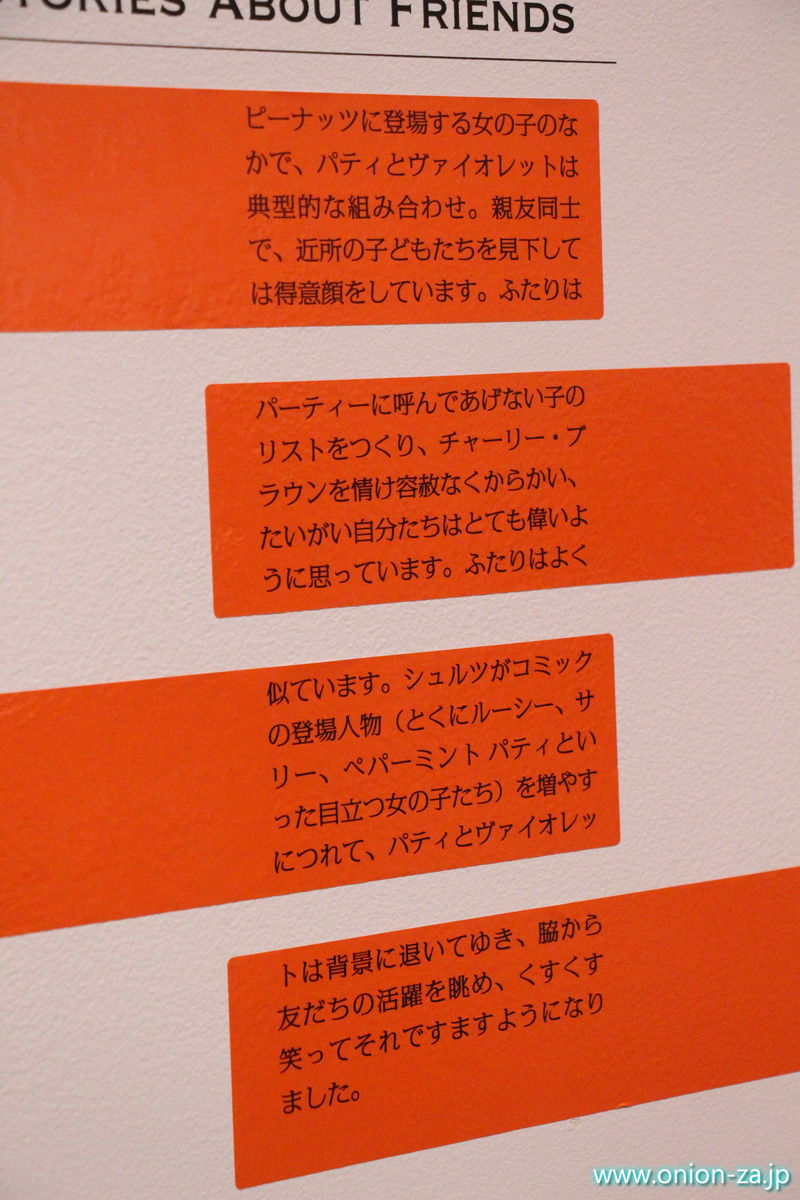 STORIES ABOUT FRIENDS
ピーナッツに登場する女の子のな
かで、パティとヴァイオレットは
典型的な組み合わせ。親友同士
で、近所の子どもたちを見下して
は得意顔をしています。ふたりは
パーティーに呼んであげない子の
リストをつくり、チャーリー・ブ
ラウンを情け容赦なくからかい、
たいがい自分たちはとても偉いよ
うに思っています。ふたりはよく
似ています。シュルツがコミック
の登場人物（とくにルーシー、サ
リー、ペパーミント パティとい
った目立つ女の子たち）を増やす
につれて、パティとヴァイオレッ
トは背景に退いてゆき、脇から
友だちの活躍を眺め、くすくす
笑ってそれですますようになり
ました。
www.onion-za.jp